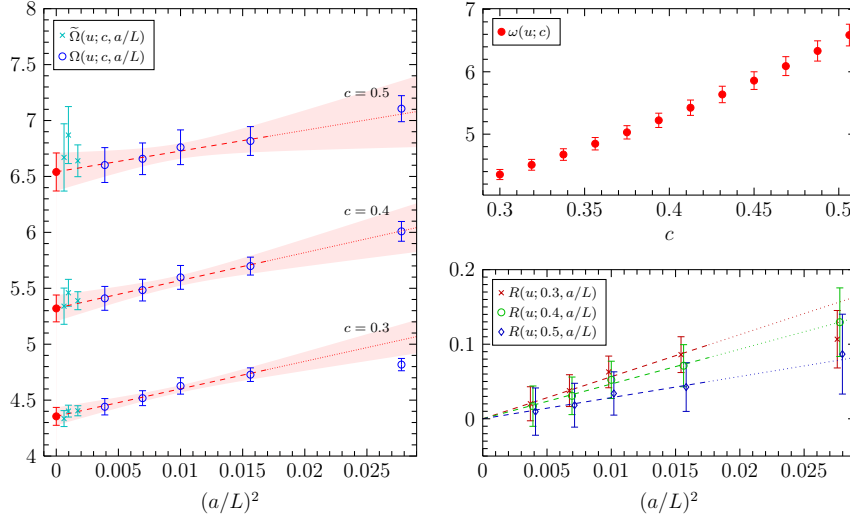 8
7.5
7
6.5
6
5.5
5
4.5
4
0
0.005
0.01
0.015
0.02
0.025
(a/L)²
Ω̃(u; c, a/L)
Ω(u; c, a/L)
c = 0.5
c = 0.4
c = 0.3
7
6
5
0.3
0.35
0.4
0.45
0.5
c
ω(u; c)
0.2
0.1
0
0
0.005
0.01
0.015
0.02
0.025
(a/L)²
R(u; 0.3, a/L)
R(u; 0.4, a/L)
R(u; 0.5, a/L)